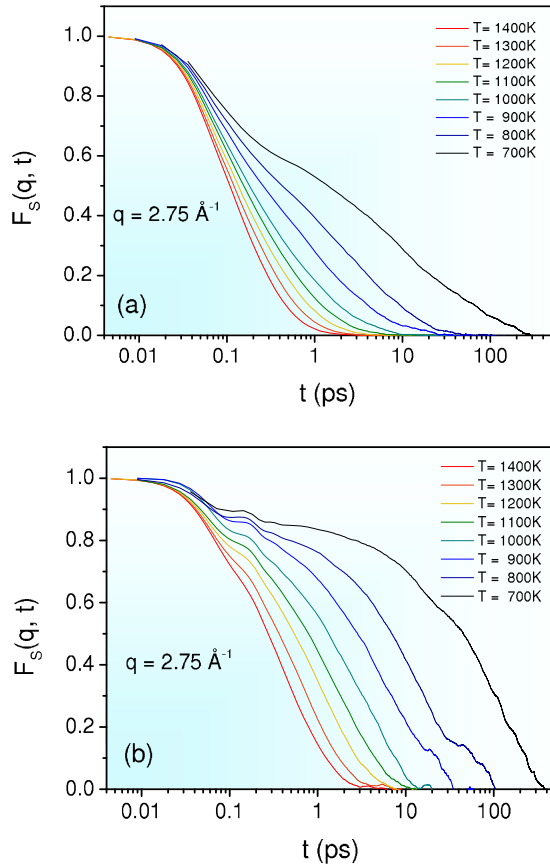 1.0
0.8
0.6
0.4
0.2
0.0
F_S(q, t)
T = 1400K
T = 1300K
T = 1200K
T = 1100K
T = 1000K
T = 900K
T = 800K
T = 700K
q = 2.75 Å⁻¹
(a)
0.01 0.1 1 10 100
t (ps)
1.0
0.8
0.6
0.4
0.2
0.0
F_S(q, t)
T= 1400K
T= 1300K
T= 1200K
T= 1100K
T= 1000K
T = 900K
T = 800K
T = 700K
q = 2.75 Å⁻¹
(b)
0.01 0.1 1 10 100
t (ps)